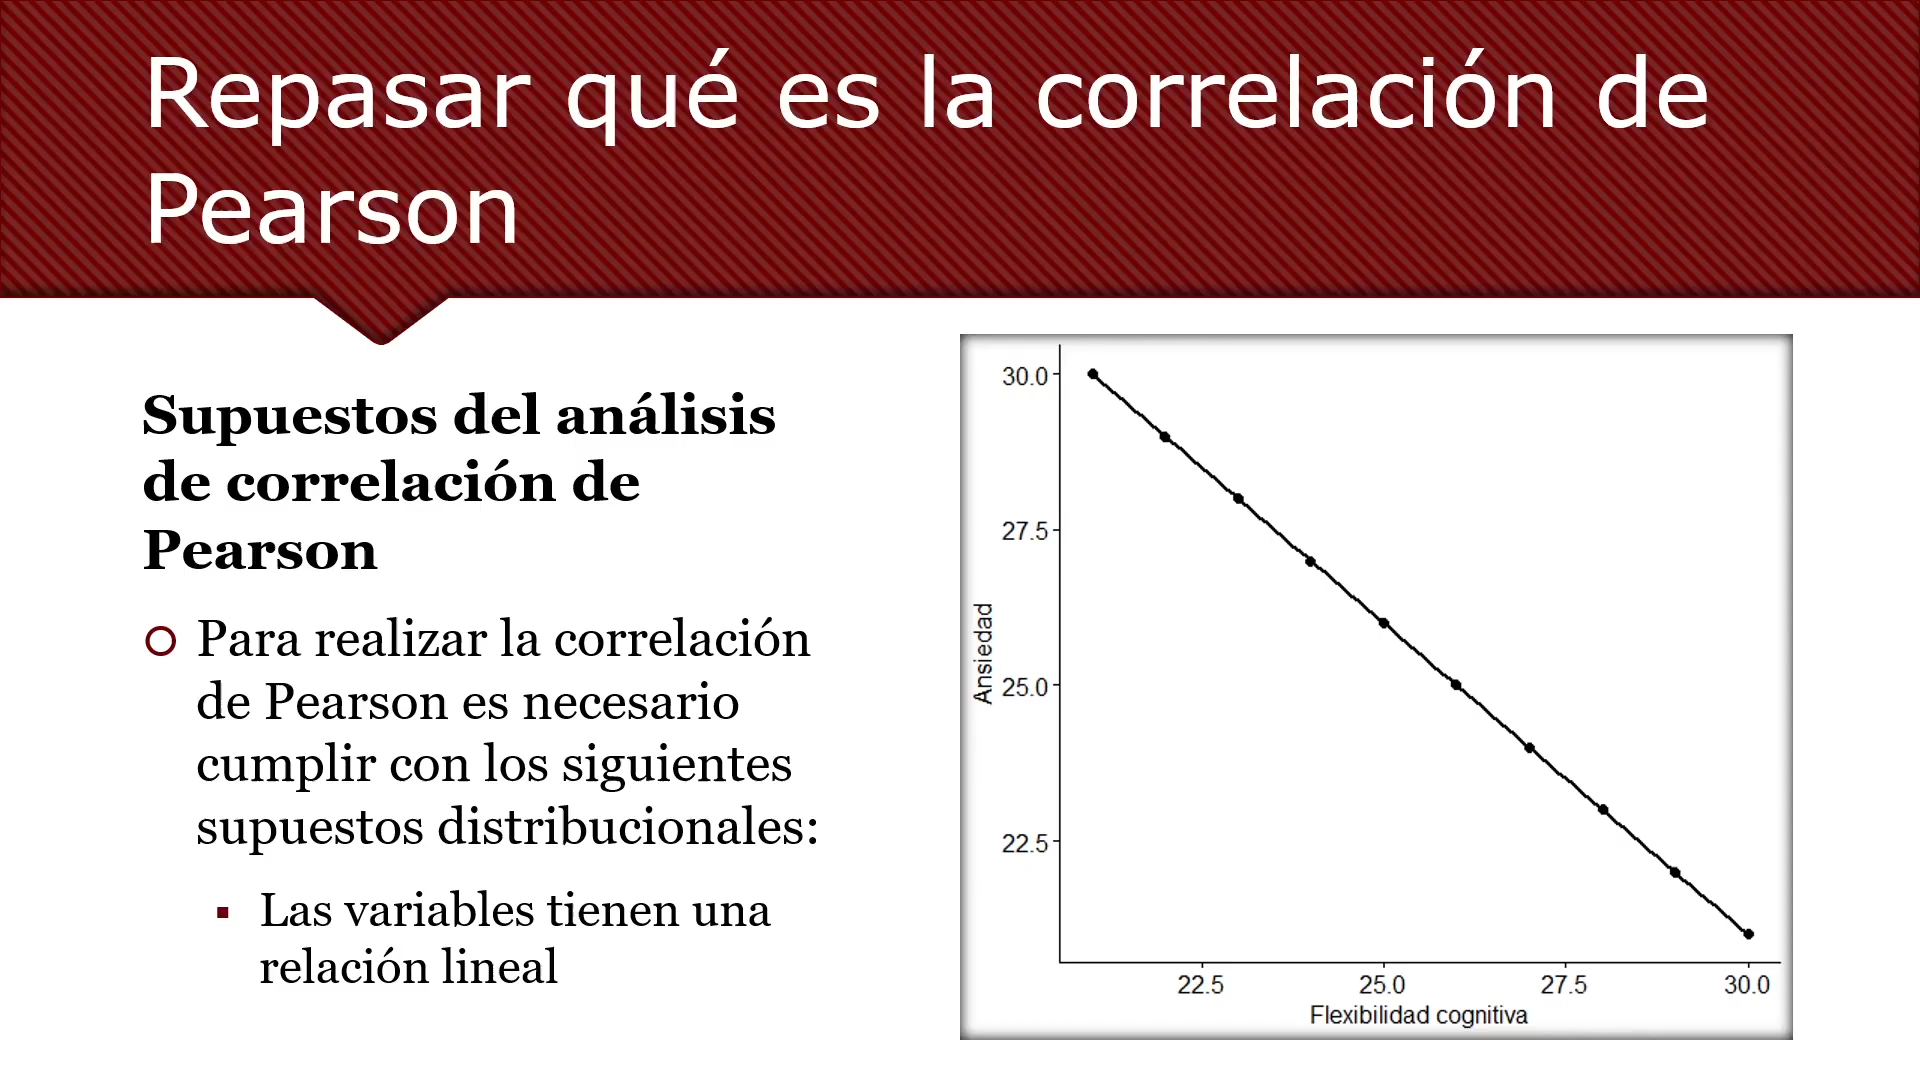 Repasar qué es la correlación de
Pearson
Supuestos del análisis
de correlación de
Pearson
Para realizar la correlación
de Pearson es necesario
cumplir con los siguientes
supuestos distribucionales:
Las variables tienen una
relación lineal
Ansiedad
30.0
27.5
25.0
22.5
22.5 25.0 27.5 30.0
Flexibilidad cognitiva